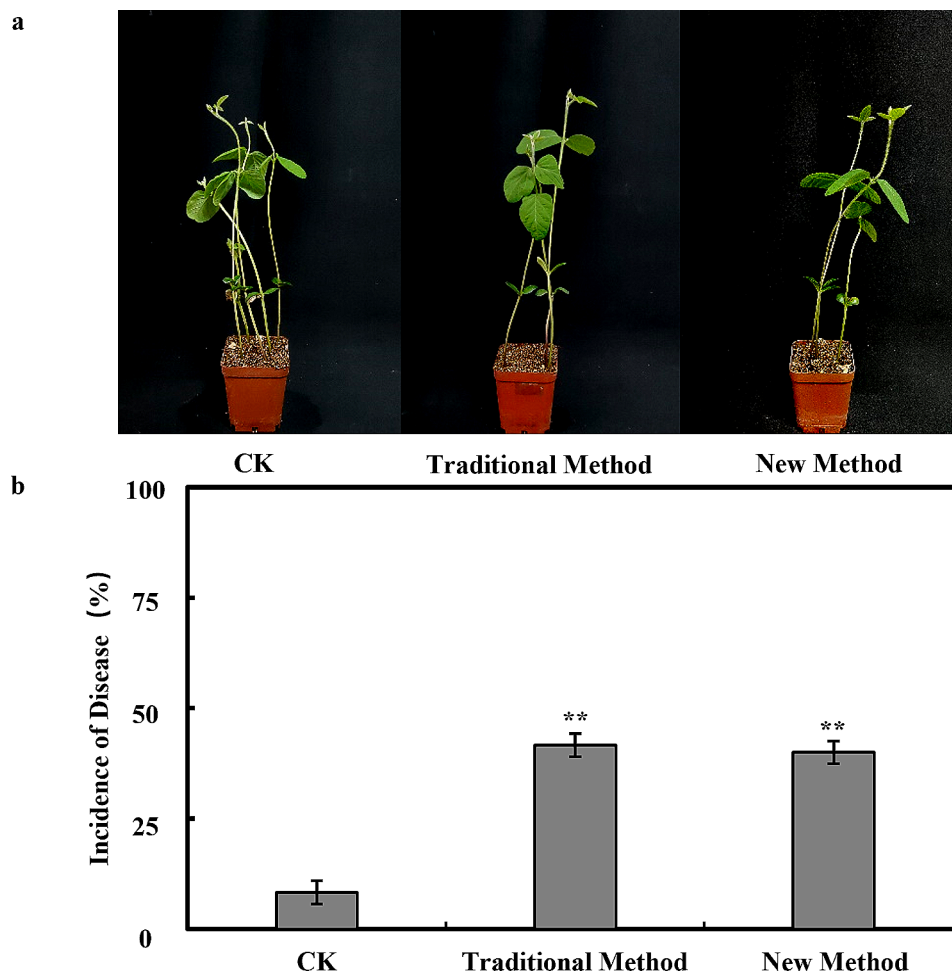 a
CK Traditional Method New Method
b
Incidence of Disease (%)
100
75
50
25
0
**
**
CK Traditional Method New Method